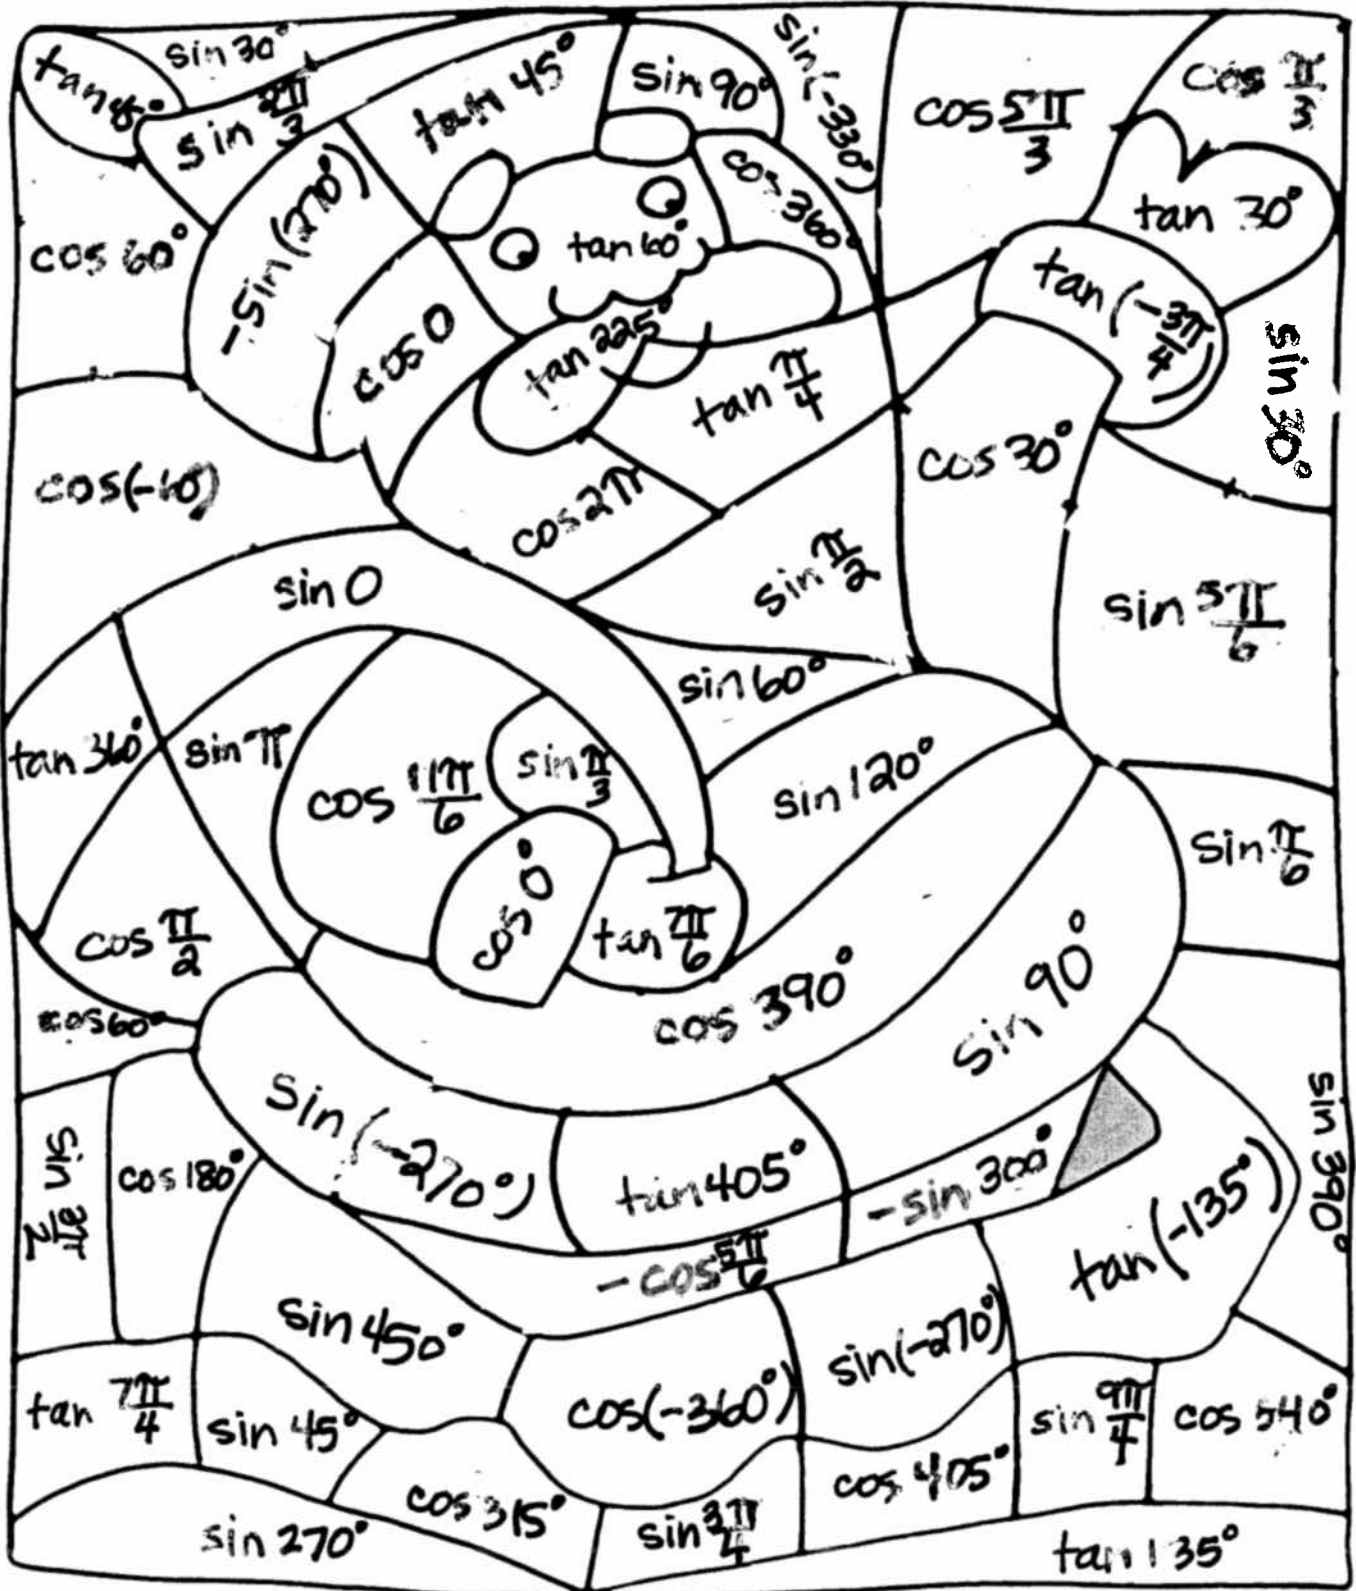 tan 45°
sin 30°
sin 2π/3
tan 45°
sin 90°
sin(-330°)
cos 5π/3
cos π/3
cos 60°
-sin(270°)
cos 360°
tan 60°
tan 30°
tan(-3π/4)
cos 0
tan 225°
tan π/4
sin 30°
cos(-60)
cos 2π
cos 30°
sin 0
sin π/2
sin 5π/6
tan 360°
sin π
cos 11π/6
sin π/3
sin 60°
sin 120°
sin π/6
cos π/2
cos 0°
tan 7π/6
cos 390°
sin 90°
cos 60°
sin 3π/2
cos 180°
sin(-270°)
tan 405°
-sin 300°
tan(-135°)
sin 390°
-cos 5π/6
sin 450°
cos(-360°)
sin(-270°)
tan 7π/4
sin 45°
cos 315°
sin 3π/4
cos 405°
sin 9π/4
cos 540°
sin 270°
tan 135°